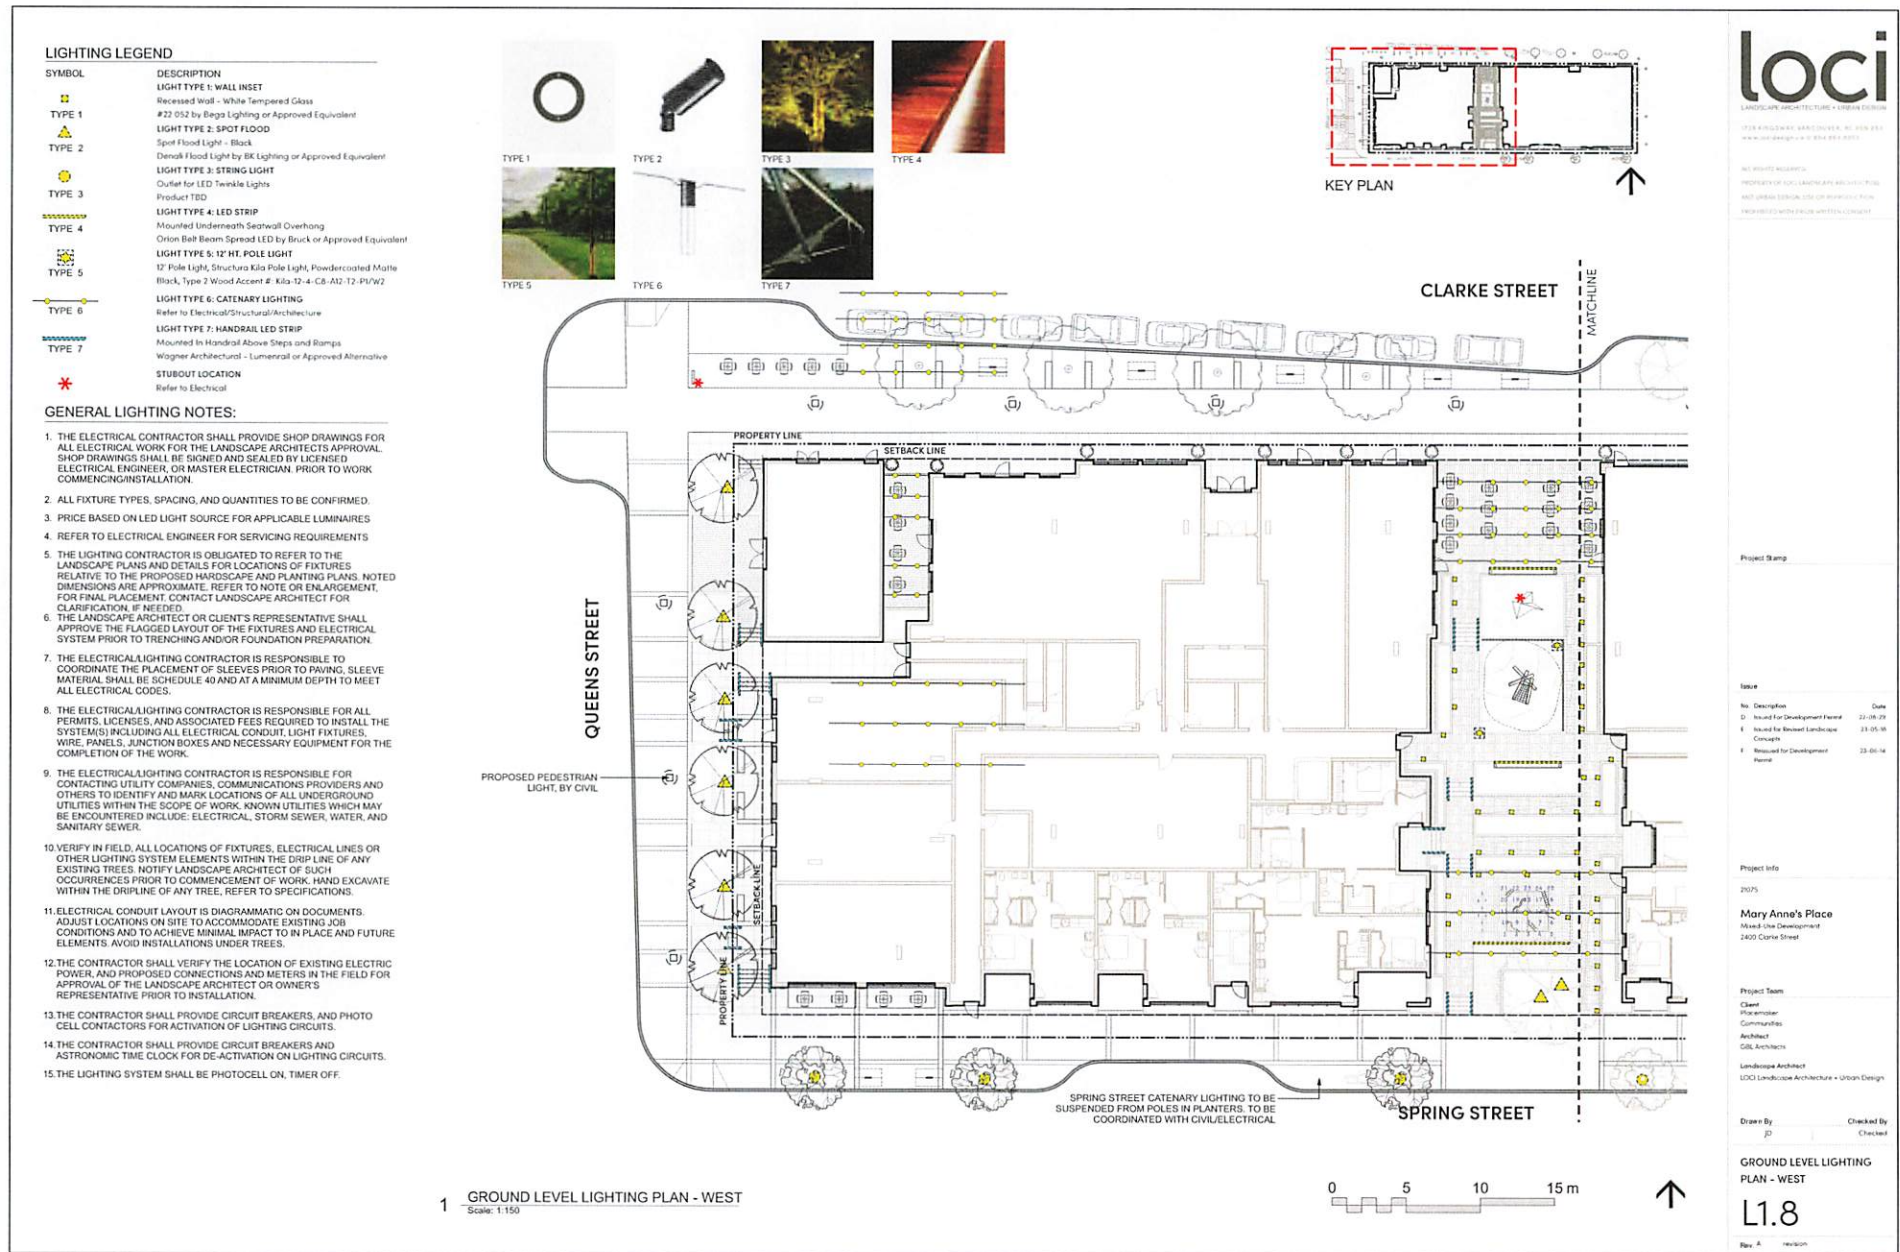 LIGHTING LEGEND
SYMBOL
DESCRIPTION
LIGHT TYPE 1: WALL INSET
Recessed Wall - White Tempered Glass
TYPE 1
#22 052 by Bega Lighting or Approved Equivalent
LIGHT TYPE 2: SPOT FLOOD
Spot Flood Light - Black
TYPE 2
Denali Flood Light by BK Lighting or Approved Equivalent
LIGHT TYPE 3: STRING LIGHT
Outlet for LED Twinkle Lights
TYPE 3
Product TBD
LIGHT TYPE 4: LED STRIP
Mounted Underneath Seatwall Overhang
TYPE 4
Orion Belt Beam Spread LED by Bruck or Approved Equivalent
LIGHT TYPE 5: 12' HT. POLE LIGHT
12' Pole Light, Structura Kila Pole Light, Powdercoated Matte
TYPE 5
Black, Type 2 Wood Accent #: Kila-12-4-C8-A12-T2-P1/W2
LIGHT TYPE 6: CATENARY LIGHTING
TYPE 6
Refer to Electrical/Structural/Architecture
LIGHT TYPE 7: HANDRAIL LED STRIP
Mounted In Handrail Above Steps and Ramps
TYPE 7
Wagner Architectural - Lumenrail or Approved Alternative
STUBOUT LOCATION
Refer to Electrical
GENERAL LIGHTING NOTES:
1. THE ELECTRICAL CONTRACTOR SHALL PROVIDE SHOP DRAWINGS FOR
ALL ELECTRICAL WORK FOR THE LANDSCAPE ARCHITECTS APPROVAL.
SHOP DRAWINGS SHALL BE SIGNED AND SEALED BY LICENSED
ELECTRICAL ENGINEER, OR MASTER ELECTRICIAN. PRIOR TO WORK
COMMENCING/INSTALLATION.
2. ALL FIXTURE TYPES, SPACING, AND QUANTITIES TO BE CONFIRMED.
3. PRICE BASED ON LED LIGHT SOURCE FOR APPLICABLE LUMINAIRES
4. REFER TO ELECTRICAL ENGINEER FOR SERVICING REQUIREMENTS
5. THE LIGHTING CONTRACTOR IS OBLIGATED TO REFER TO THE
LANDSCAPE PLANS AND DETAILS FOR LOCATIONS OF FIXTURES
RELATIVE TO THE PROPOSED HARDSCAPE AND PLANTING PLANS. NOTED
DIMENSIONS ARE APPROXIMATE. REFER TO NOTE OR ENLARGEMENT,
FOR FINAL PLACEMENT. CONTACT LANDSCAPE ARCHITECT FOR
CLARIFICATION, IF NEEDED.
6. THE LANDSCAPE ARCHITECT OR CLIENT'S REPRESENTATIVE SHALL
APPROVE THE FLAGGED LAYOUT OF THE FIXTURES AND ELECTRICAL
SYSTEM PRIOR TO TRENCHING AND/OR FOUNDATION PREPARATION.
7. THE ELECTRICAL/LIGHTING CONTRACTOR IS RESPONSIBLE TO
COORDINATE THE PLACEMENT OF SLEEVES PRIOR TO PAVING, SLEEVE
MATERIAL SHALL BE SCHEDULE 40 AND AT A MINIMUM DEPTH TO MEET
ALL ELECTRICAL CODES.
8. THE ELECTRICAL/LIGHTING CONTRACTOR IS RESPONSIBLE FOR ALL
PERMITS, LICENSES, AND ASSOCIATED FEES REQUIRED TO INSTALL THE
SYSTEM(S) INCLUDING ALL ELECTRICAL CONDUIT, LIGHT FIXTURES,
WIRE, PANELS, JUNCTION BOXES AND NECESSARY EQUIPMENT FOR THE
COMPLETION OF THE WORK.
9. THE ELECTRICAL/LIGHTING CONTRACTOR IS RESPONSIBLE FOR
CONTACTING UTILITY COMPANIES, COMMUNICATIONS PROVIDERS AND
OTHERS TO IDENTIFY AND MARK LOCATIONS OF ALL UNDERGROUND
UTILITIES WITHIN THE SCOPE OF WORK. KNOWN UTILITIES WHICH MAY
BE ENCOUNTERED INCLUDE: ELECTRICAL, STORM SEWER, WATER, AND
SANITARY SEWER.
10. VERIFY IN FIELD, ALL LOCATIONS OF FIXTURES, ELECTRICAL LINES OR
OTHER LIGHTING SYSTEM ELEMENTS WITHIN THE DRIP LINE OF ANY
EXISTING TREES. NOTIFY LANDSCAPE ARCHITECT OF SUCH
OCCURRENCES PRIOR TO COMMENCEMENT OF WORK. HAND EXCAVATE
WITHIN THE DRIPLINE OF ANY TREE, REFER TO SPECIFICATIONS.
11. ELECTRICAL CONDUIT LAYOUT IS DIAGRAMMATIC ON DOCUMENTS.
ADJUST LOCATIONS ON SITE TO ACCOMMODATE EXISTING JOB
CONDITIONS AND TO ACHIEVE MINIMAL IMPACT TO IN PLACE AND FUTURE
ELEMENTS. AVOID INSTALLATIONS UNDER TREES.
12. THE CONTRACTOR SHALL VERIFY THE LOCATION OF EXISTING ELECTRIC
POWER, AND PROPOSED CONNECTIONS AND METERS IN THE FIELD FOR
APPROVAL OF THE LANDSCAPE ARCHITECT OR OWNER'S
REPRESENTATIVE PRIOR TO INSTALLATION.
13. THE CONTRACTOR SHALL PROVIDE CIRCUIT BREAKERS, AND PHOTO
CELL CONTACTORS FOR ACTIVATION OF LIGHTING CIRCUITS.
14. THE CONTRACTOR SHALL PROVIDE CIRCUIT BREAKERS AND
ASTRONOMIC TIME CLOCK FOR DE-ACTIVATION ON LIGHTING CIRCUITS.
15. THE LIGHTING SYSTEM SHALL BE PHOTOCELL ON, TIMER OFF.
TYPE 1
TYPE 2
TYPE 3
TYPE 4
TYPE 5
TYPE 6
TYPE 7
KEY PLAN
CLARKE STREET
MATCHLINE
PROPERTY LINE
SETBACK LINE
QUEENS STREET
PROPOSED PEDESTRIAN
LIGHT, BY CIVIL
SETBACK LINE
PROPERTY LINE
SPRING STREET CATENARY LIGHTING TO BE
SUSPENDED FROM POLES IN PLANTERS. TO BE
COORDINATED WITH CIVIL/ELECTRICAL
SPRING STREET
1 GROUND LEVEL LIGHTING PLAN - WEST
Scale: 1:150
0 5 10 15 m
loci
LANDSCAPE ARCHITECTURE + URBAN DESIGN
Project Stamp
Issue
No. Description Date
D Issued For Development Permit
E Issued for Revised Landscape
Concepts
F Reissued for Development
Permit
Project Info
21075
Mary Anne's Place
Mixed-Use Development
2400 Clarke Street
Project Team
Client
Placemaker
Communities
Architect
GBL Architects
Landscape Architect
LOCI Landscape Architecture + Urban Design
Drawn By Checked By
JD Checked
GROUND LEVEL LIGHTING
PLAN - WEST
L1.8
Rev. A revision